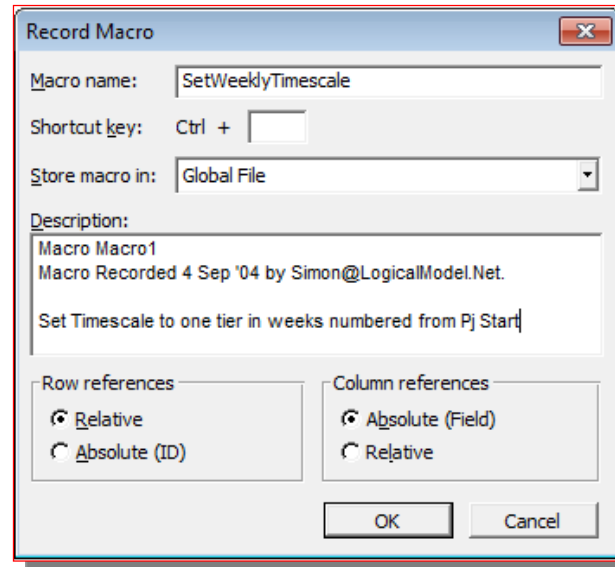 Record Macro
Macro name: SetWeeklyTimescale
Shortcut key: Ctrl +
Store macro in: Global File
Description:
Macro Macro1
Macro Recorded 4 Sep '04 by Simon@LogicalModel.Net.
Set Timescale to one tier in weeks numbered from Pj Start
Row references
Relative
Absolute (ID)
Column references
Absolute (Field)
Relative
OK Cancel